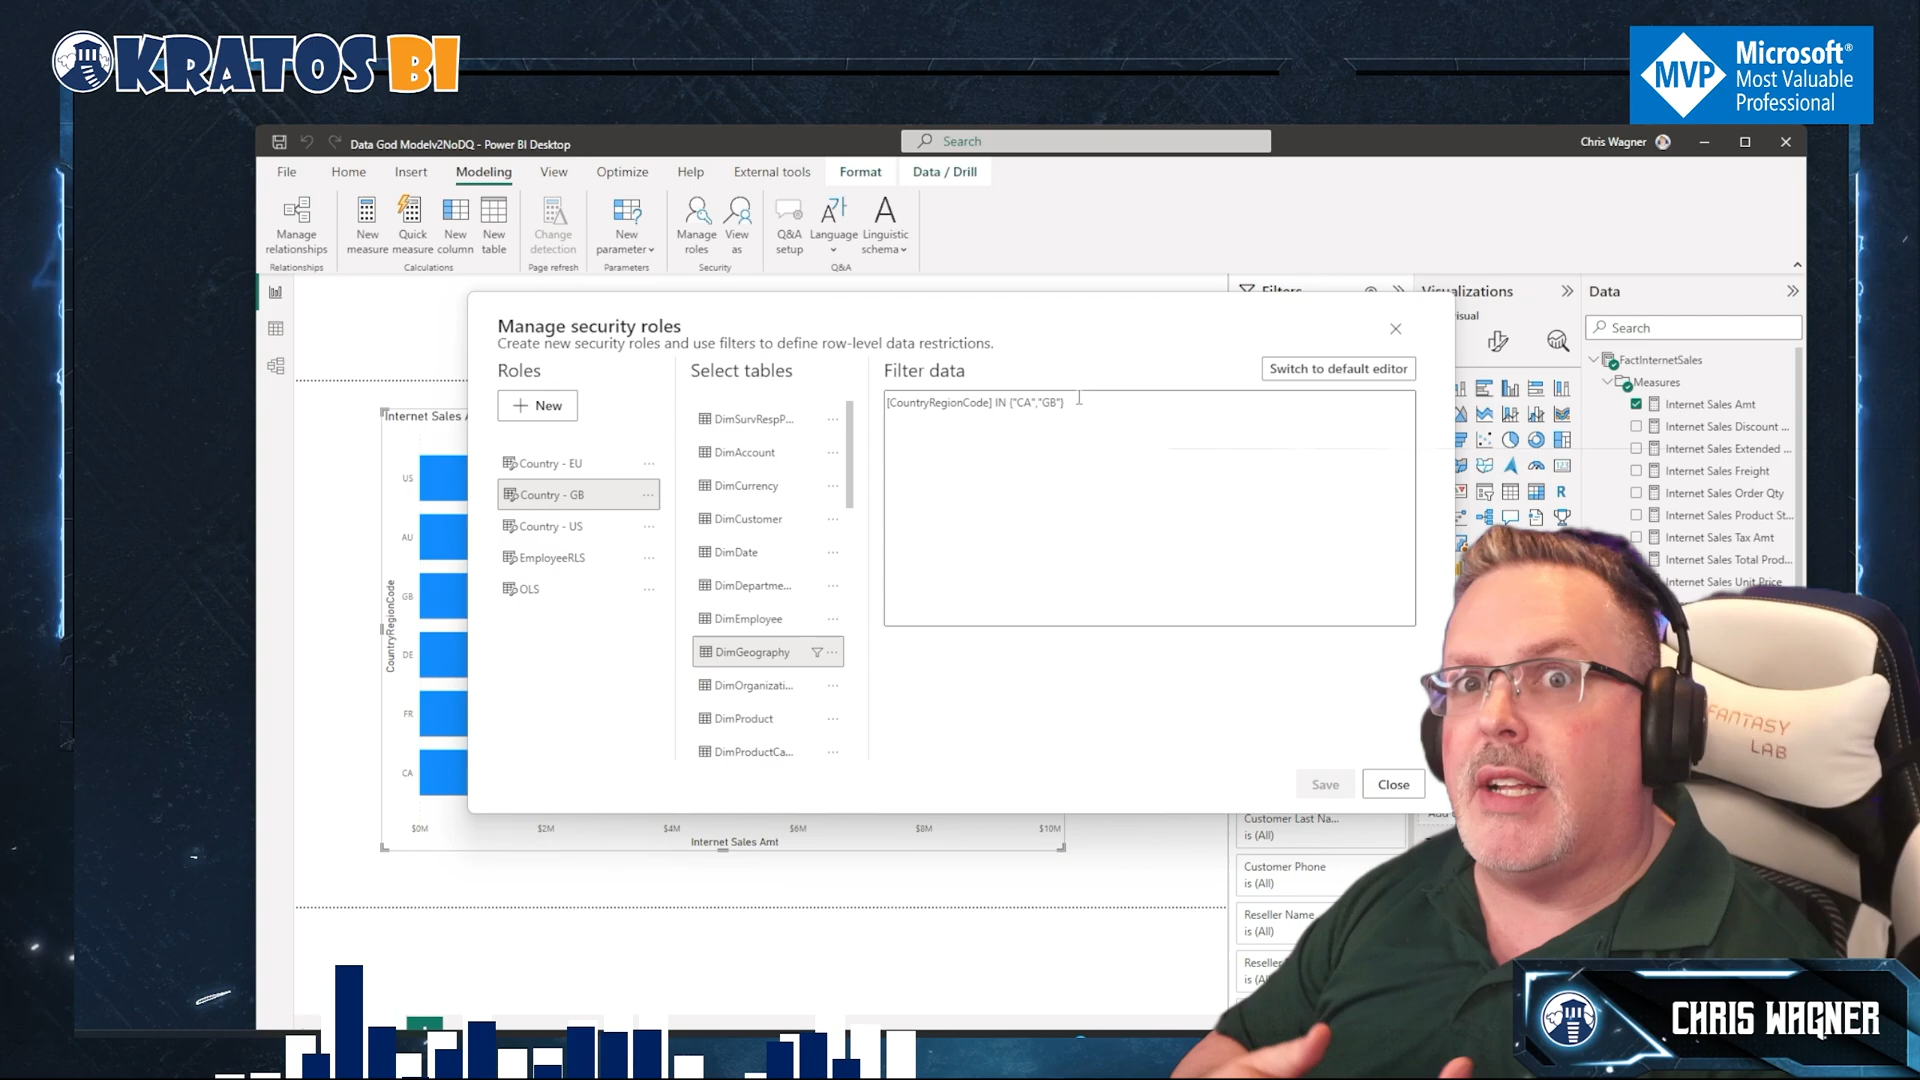 KRATOS BI
MVP
Microsoft®
Most Valuable
Professional
Data God Modelv2NoDQ - Power BI Desktop
Search
Chris Wagner
File
Home
Insert
Modeling
View
Optimize
Help
External tools
Format
Data / Drill
Manage relationships
New measure
Quick measure
New column
New table
Change detection
New parameter
Manage roles
View as
Q&A setup
Language
Linguistic schema
Relationships
Calculations
Page refresh
Parameters
Security
Q&A
Filters
Visualizations
Data
Search
FactInternetSales
Measures
Internet Sales Amt
Internet Sales Discount ...
Internet Sales Extended ...
Internet Sales Freight
Internet Sales Order Qty
Internet Sales Product St...
Internet Sales Tax Amt
Internet Sales Total Prod...
Internet Sales Unit Price
Manage security roles
Create new security roles and use filters to define row-level data restrictions.
Roles
New
Country - EU
Country - GB
Country - US
EmployeeRLS
OLS
Select tables
DimSurvRespP...
DimAccount
DimCurrency
DimCustomer
DimDate
DimDepartme...
DimEmployee
DimGeography
DimOrganizati...
DimProduct
DimProductCa...
Filter data
Switch to default editor
[CountryRegionCode] IN {"CA","GB"}
Save
Close
Internet Sales
CountryRegionCode
US
AU
GB
DE
FR
CA
$0M
$2M
$4M
$6M
$8M
$10M
Internet Sales Amt
Customer Last Na...
is (All)
Customer Phone
is (All)
Reseller Name
is (All)
FANTASY
LAB
CHRIS WAGNER